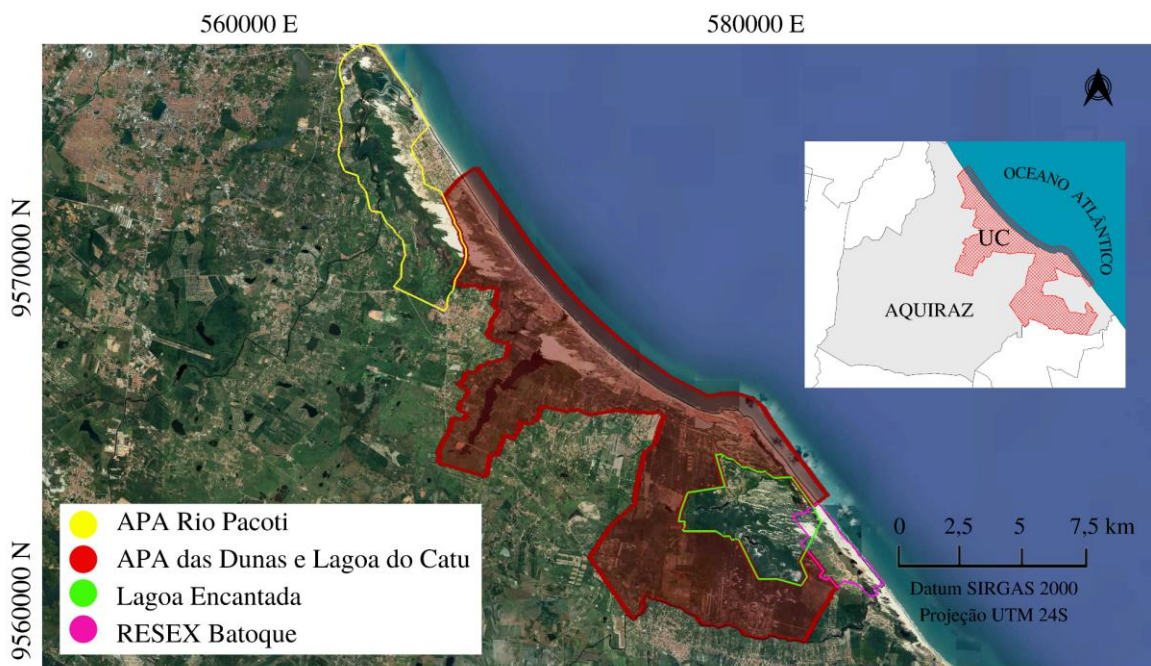 560000 E
580000 E
9570000 N
9560000 N
OCEANO ATLÂNTICO
UC
AQUIRAZ
APA Rio Pacoti
APA das Dunas e Lagoa do Catu
Lagoa Encantada
RESEX Batoque
0 2,5 5 7,5 km
Datum SIRGAS 2000
Projeção UTM 24S